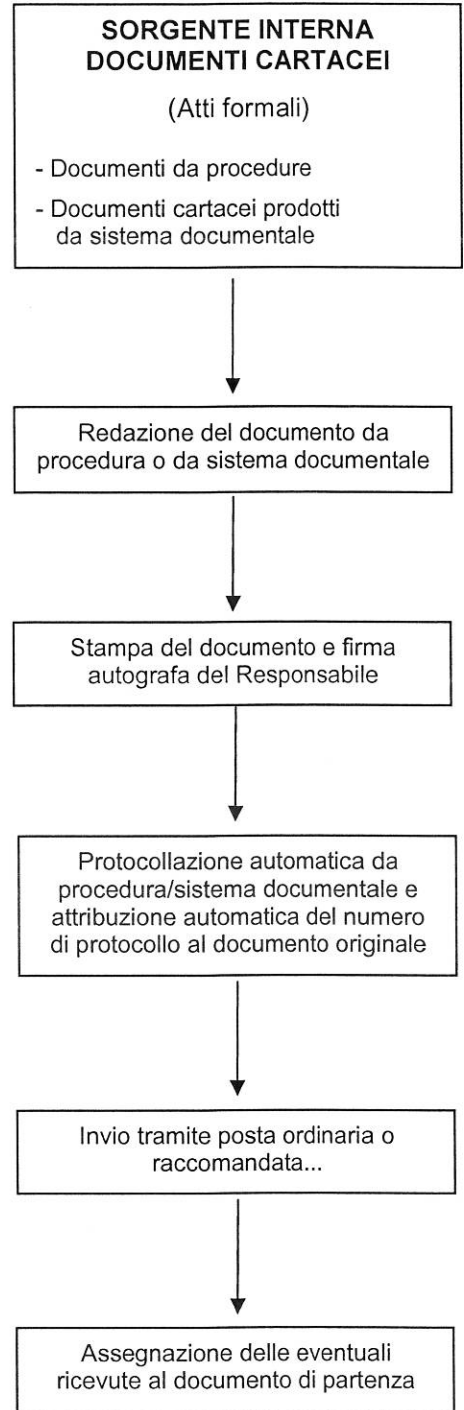 SORGENTE INTERNA
DOCUMENTI CARTACEI
(Atti formali)
- Documenti da procedure
- Documenti cartacei prodotti
da sistema documentale
Redazione del documento da
procedura o da sistema documentale
Stampa del documento e firma
autografa del Responsabile
Protocollazione automatica da
procedura/sistema documentale e
attribuzione automatica del numero
di protocollo al documento originale
Invio tramite posta ordinaria o
raccomandata...
Assegnazione delle eventuali
ricevute al documento di partenza